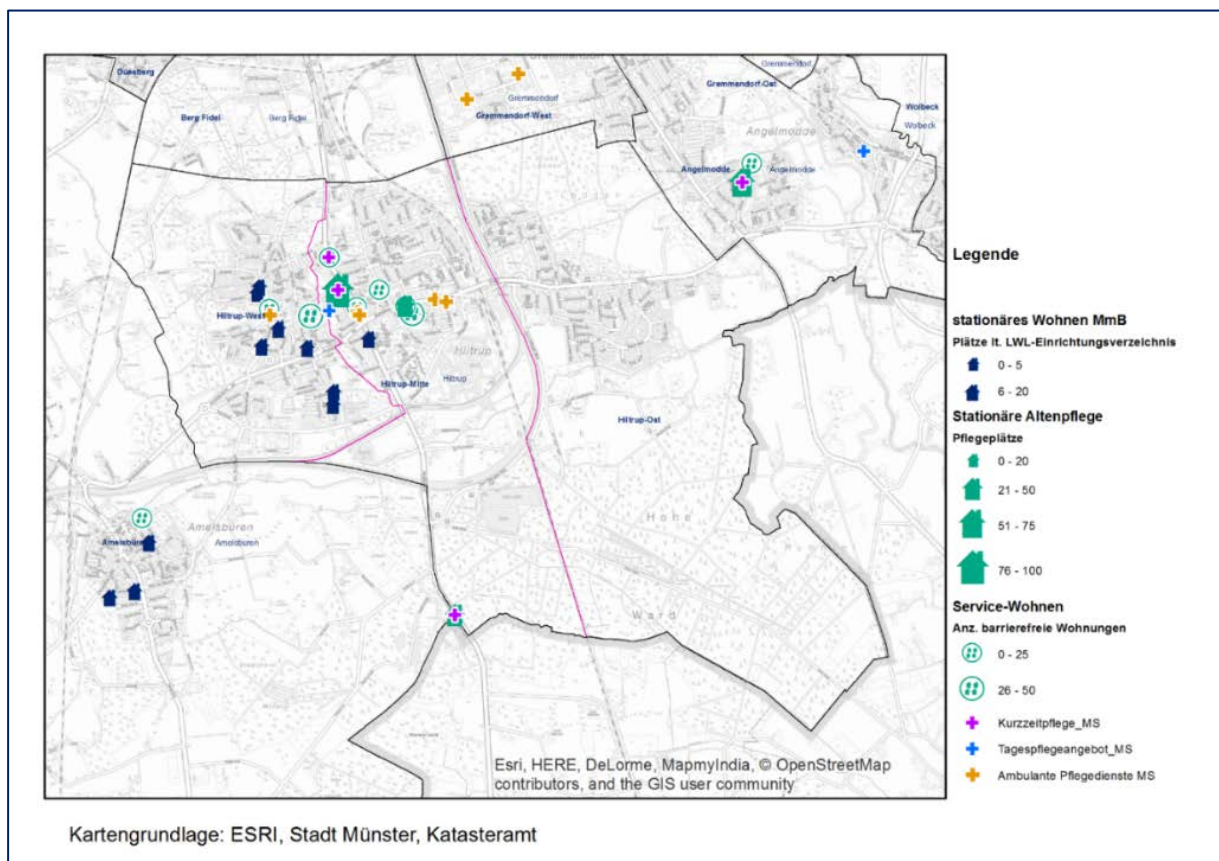 Duesberg
Gremmendorf
Gremmendorf-Ost
Gremmendorf
Berg Fidel
Berg Fidel
Gremmendorf
Gremmendorf-West
Wolbeck
Wolbeck
Angelmodde
Angelmodde
Angelmodde
Hiltrup-West
Hiltrup
Hiltrup-Mitte
Hiltrup
Hiltrup-Ost
Amelsbüren
Amelsbüren
Amelsbüren
Hohe
Ward
Esri, HERE, DeLorme, MapmyIndia, © OpenStreetMap
contributors, and the GIS user community
Legende
stationäres Wohnen MmB
Plätze lt. LWL-Einrichtungsverzeichnis
0 - 5
6 - 20
Stationäre Altenpflege
Pflegeplätze
0 - 20
21 - 50
51 - 75
76 - 100
Service-Wohnen
Anz. barrierefreie Wohnungen
0 - 25
26 - 50
Kurzzeitpflege_MS
Tagespflegeangebot_MS
Ambulante Pflegedienste MS
Kartengrundlage: ESRI, Stadt Münster, Katasteramt